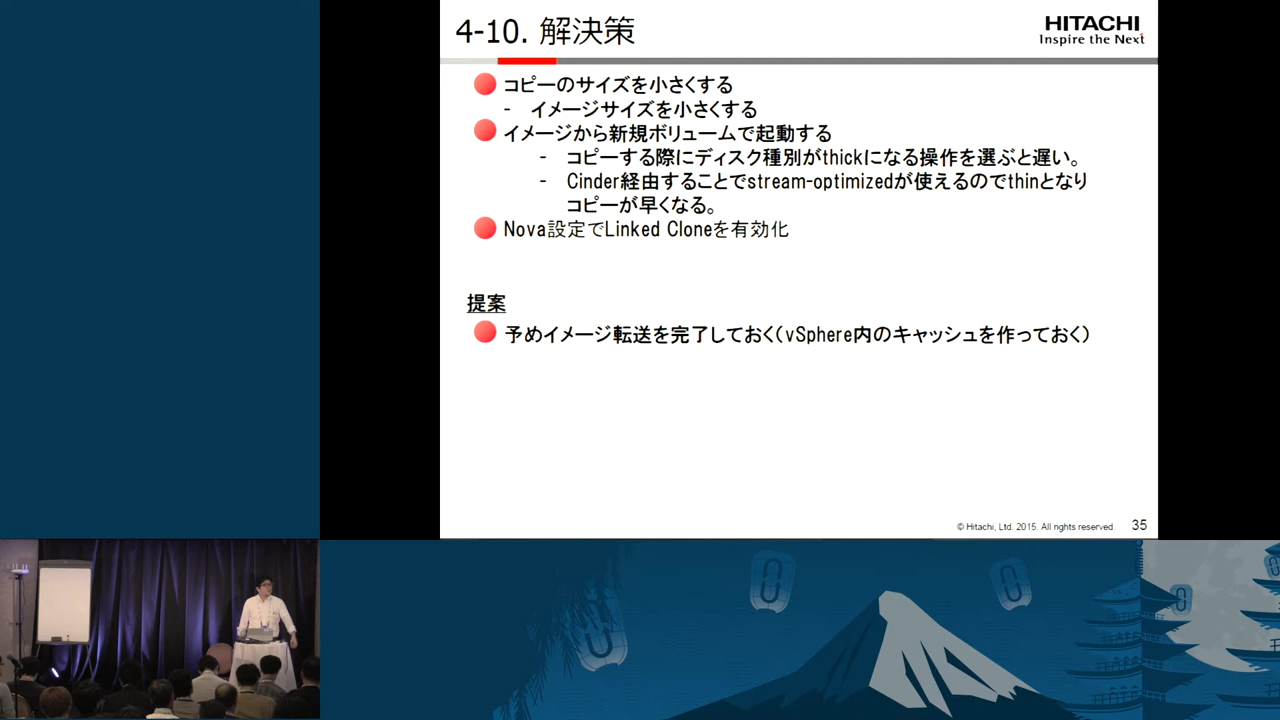 4-10. 解決策
HITACHI
Inspire the Next
コピーのサイズを小さくする
- イメージサイズを小さくする
イメージから新規ボリュームで起動する
- コピーする際にディスク種別がthickになる操作を選ぶと遅い。
- Cinder経由することでstream-optimizedが使えるのでthinとなり
コピーが早くなる。
Nova設定でLinked Cloneを有効化
提案
予めイメージ転送を完了しておく(vSphere内のキャッシュを作っておく)
© Hitachi, Ltd. 2015. All rights reserved.
35